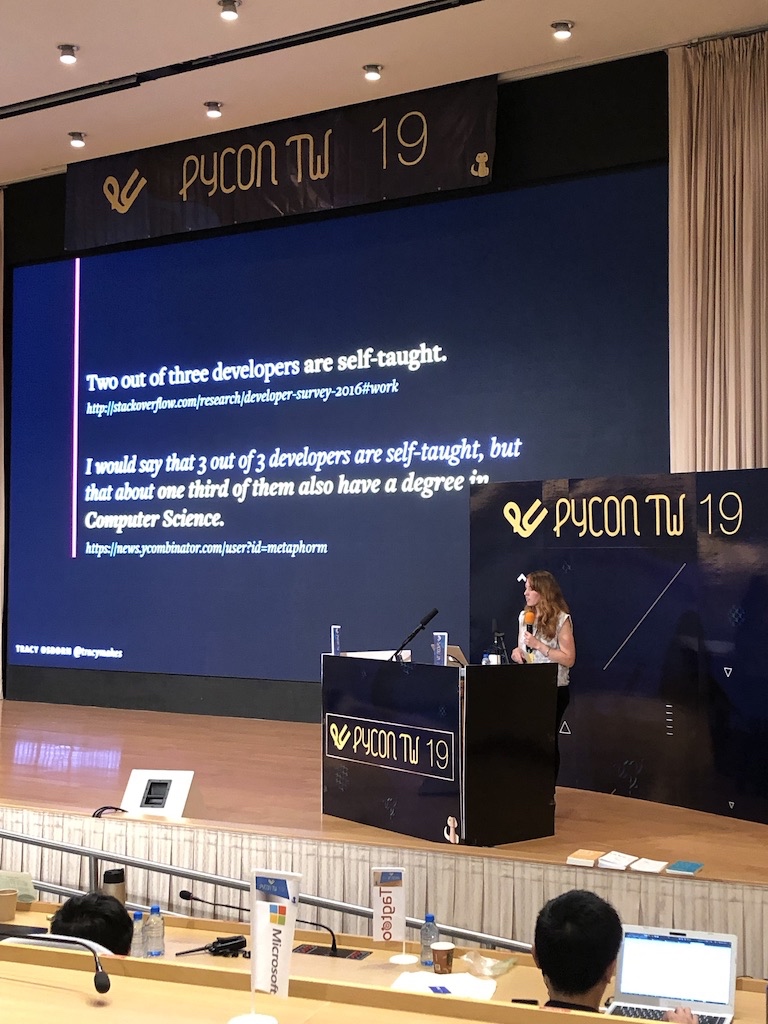 PYCON TW 19
Two out of three developers are self-taught.
http://stackoverflow.com/research/developer-survey-2016#work
I would say that 3 out of 3 developers are self-taught, but
that about one third of them also have a degree in
Computer Science.
https://news.ycombinator.com/user?id=metaphorm
TRACY OSBORN @tracymakes
PYCON TW 19
PYCON TW 19
PYCON TW
Microsoft
Tagtoo